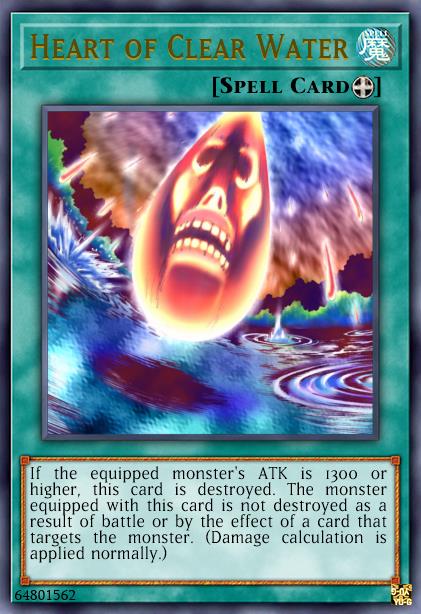 HEART OF CLEAR WATER
SPELL
魔
[SPELL CARD]
If the equipped monster's ATK is 1300 or
higher, this card is destroyed. The monster
equipped with this card is not destroyed as a
result of battle or by the effect of a card that
targets the monster. (Damage calculation is
applied normally.)
64801562